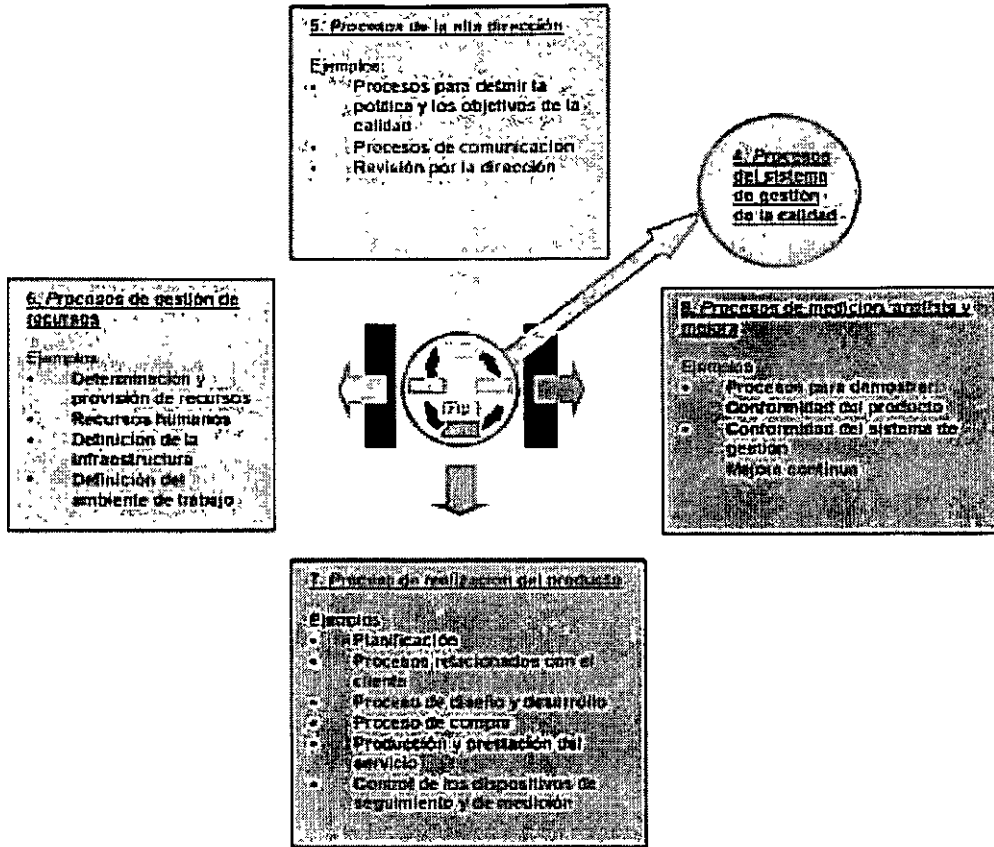 5. Procesos de la alta dirección
Ejemplos:
• Procesos para definir la
política y los objetivos de la
calidad
• Procesos de comunicación
• Revisión por la dirección
4. Procesos
del sistema
de gestión
de la calidad
6. Procesos de gestión de
recursos
Ejemplos
• Determinación y
provisión de recursos
• Recursos humanos
• Definición de la
infraestructura
• Definición del
ambiente de trabajo
8. Procesos de medición, análisis y
mejora
Ejemplos
• Procesos para demostrar
Conformidad del producto
• Conformidad del sistema de
gestión
Mejora continua
7. Proceso de realización del producto
Ejemplos
• Planificación
• Procesos relacionados con el
cliente
• Proceso de diseño y desarrollo
• Proceso de compra
• Producción y prestación del
servicio
• Control de los dispositivos de
seguimiento y de medición